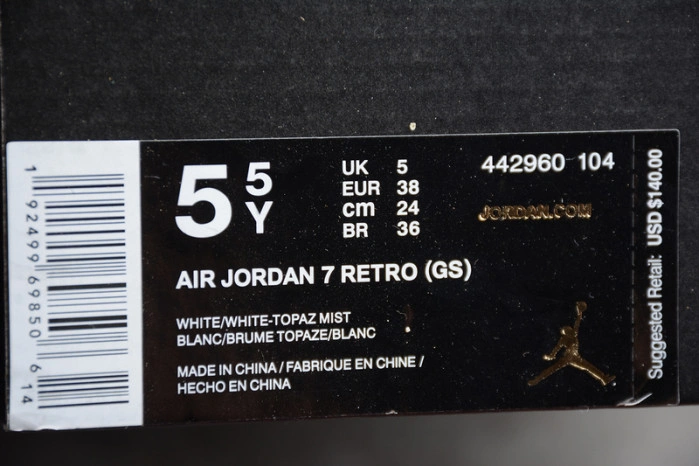 1 92499 69850 6 14
5 5 Y
UK 5
EUR 38
cm 24
BR 36
442960 104
JORDAN.COM
AIR JORDAN 7 RETRO (GS)
WHITE/WHITE-TOPAZ MIST
BLANC/BRUME TOPAZE/BLANC
MADE IN CHINA / FABRIQUE EN CHINE /
HECHO EN CHINA
Suggested Retail: USD $140.00